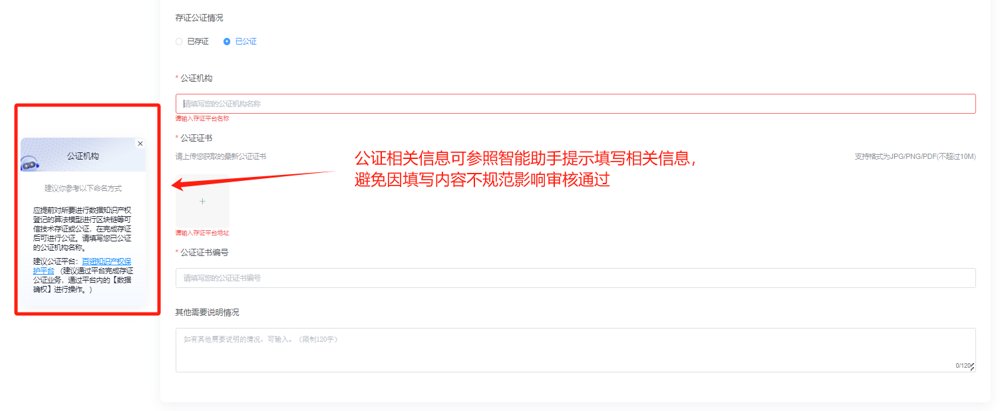 存证公证情况
已存证
已公证
* 公证机构
请填写您的公证机构名称
请输入存证平台名称
* 公证证书
请上传您获取的最新公证证书
支持格式为JPG/PNG/PDF(不超过10M)
+
请输入存证平台地址
* 公证证书编号
请填写您的公证证书编号
其他需要说明情况
如有其他需要说明的情况，可输入。（限制120字）
0/120
公证机构
建议你参考以下命名方式
应提前对所要进行数据知识产权
登记的算法模型进行区块链等可
信技术存证或公证，在完成存证
后可进行公证。请填写您已公证
的公证机构名称。
建议公证平台：百翎知识产权保
护平台 （建议通过平台完成存证
公证业务，通过平台内的【数据
确权】进行操作。）
公证相关信息可参照智能助手提示填写相关信息，
避免因填写内容不规范影响审核通过